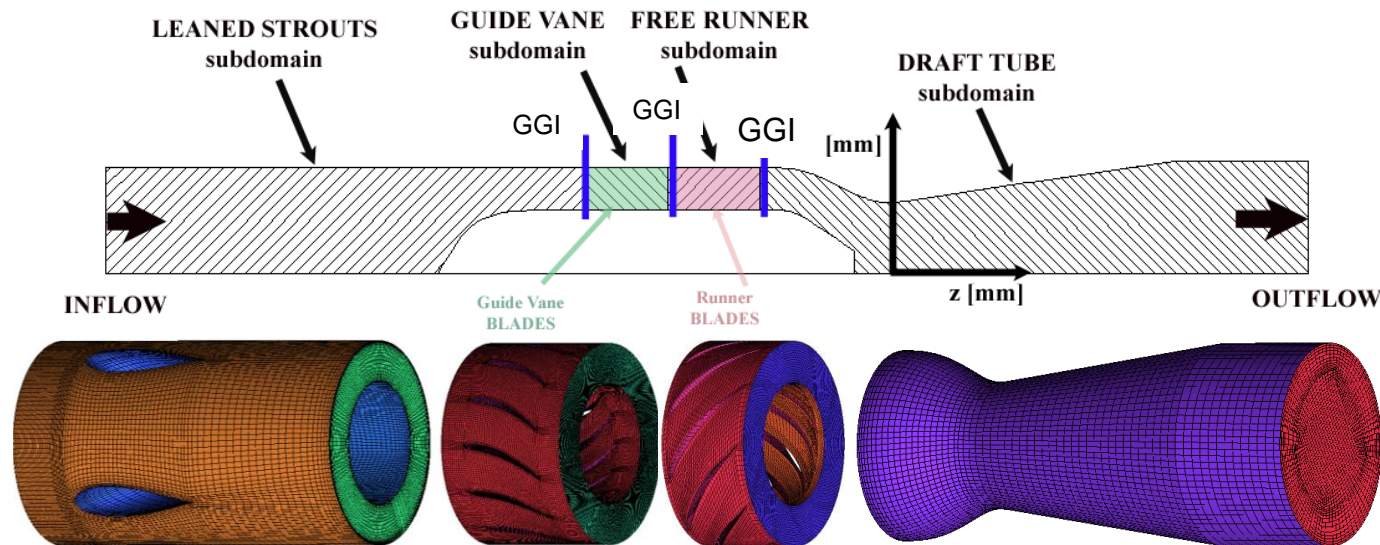 LEANED STROUTS
subdomain
GUIDE VANE
subdomain
FREE RUNNER
subdomain
DRAFT TUBE
subdomain
GGI
GGI
GGI
[mm]
z [mm]
INFLOW
Guide Vane
BLADES
Runner
BLADES
OUTFLOW